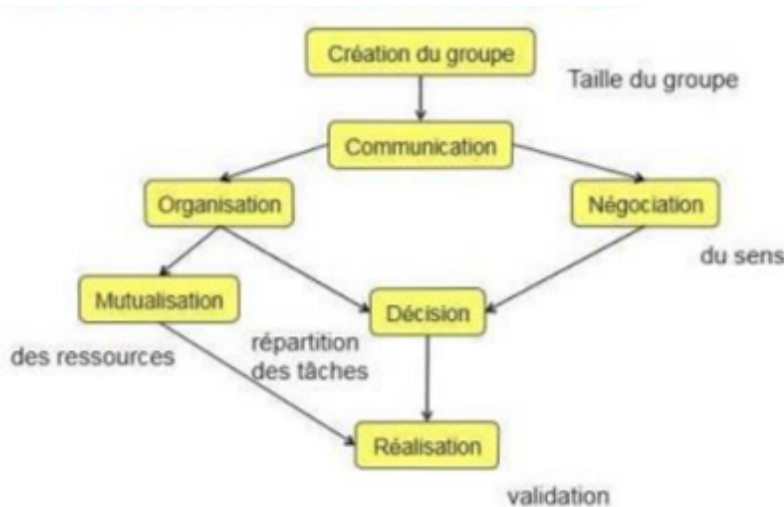 Création du groupe
Taille du groupe
Communication
Organisation
Négociation
du sens
Mutualisation
Décision
des ressources
répartition
des tâches
Réalisation
validation